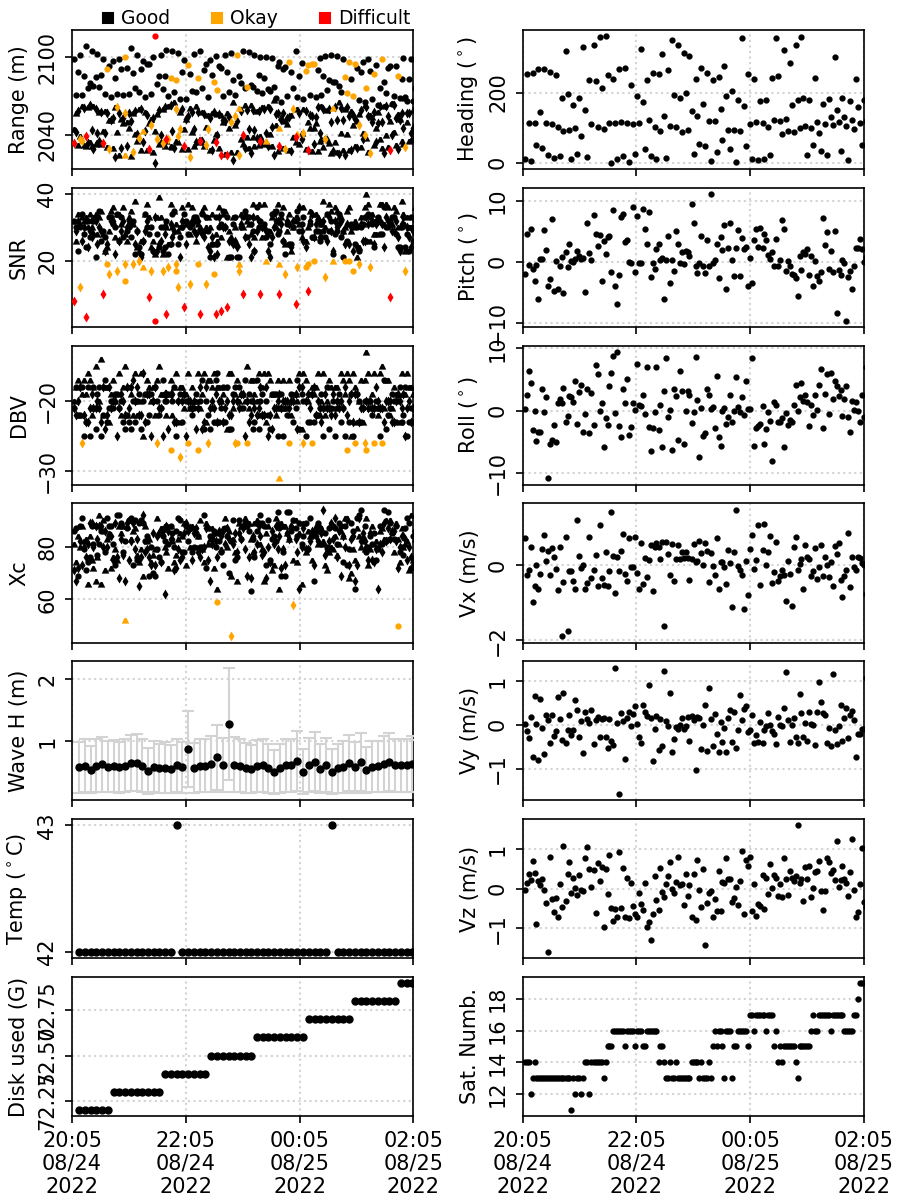 Good Okay Difficult
Range (m)
2100
2040
Heading (°)
200
0
SNR
40
20
Pitch (°)
10
0
−10
DBV
−20
−30
Roll (°)
10
0
−10
Xc
80
60
Vx (m/s)
0
−2
Wave H (m)
2
1
Vy (m/s)
1
0
−1
Temp (°C)
43
42
Vz (m/s)
1
0
−1
Disk used (G)
72.75
72.50
72.25
Sat. Numb.
18
16
14
12
20:05 22:05 00:05 02:05
08/24 08/24 08/25 08/25
2022 2022 2022 2022
20:05 22:05 00:05 02:05
08/24 08/24 08/25 08/25
2022 2022 2022 2022